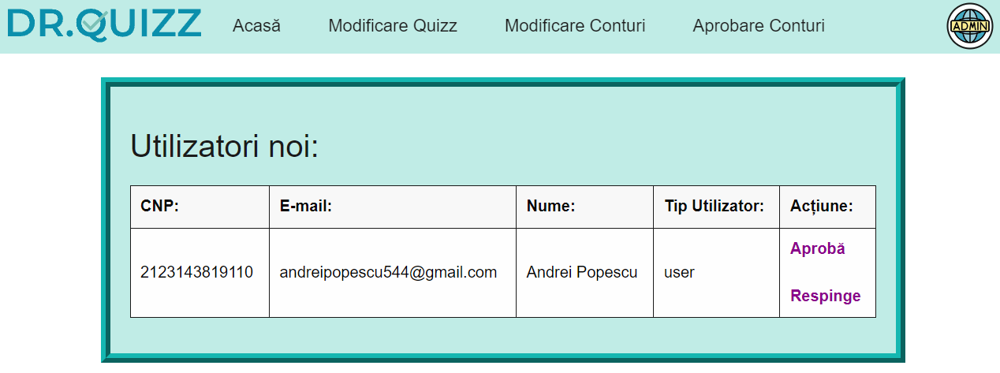 DR.QUIZZ Acasă Modificare Quizz Modificare Conturi Aprobare Conturi ADMIN
Utilizatori noi:
CNP: E-mail: Nume: Tip Utilizator: Acțiune:
Aprobă
2123143819110 andreipopescu544@gmail.com Andrei Popescu user
Respinge